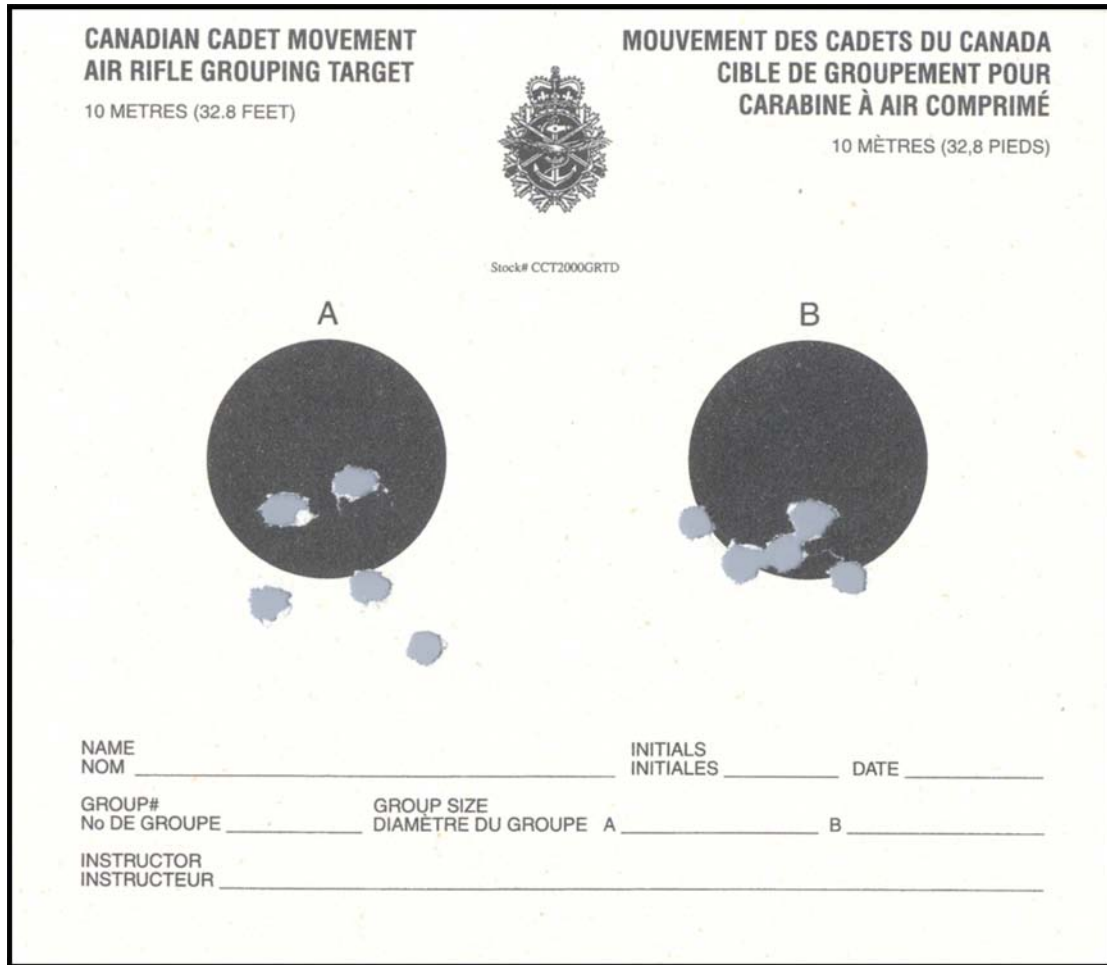 CANADIAN CADET MOVEMENT
AIR RIFLE GROUPING TARGET
10 METRES (32.8 FEET)
MOUVEMENT DES CADETS DU CANADA
CIBLE DE GROUPEMENT POUR
CARABINE À AIR COMPRIMÉ
10 MÈTRES (32,8 PIEDS)
Stock# CCT2000GRTD
A
B
NAME
NOM
INITIALS
INITIALES
DATE
GROUP#
No DE GROUPE
GROUP SIZE
DIAMÈTRE DU GROUPE A
B
INSTRUCTOR
INSTRUCTEUR